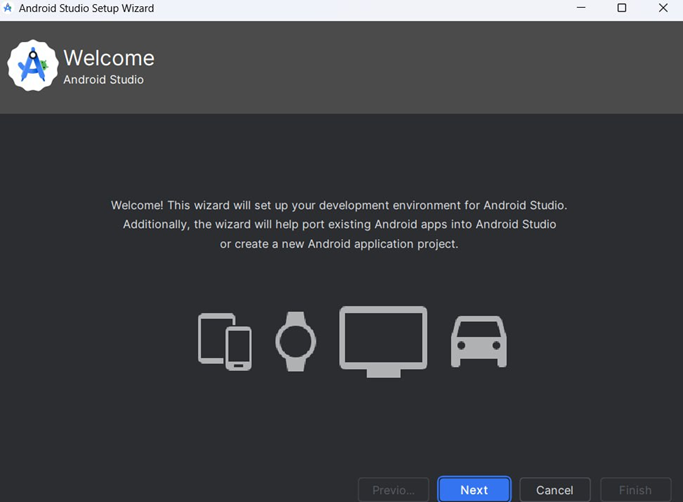 Android Studio Setup Wizard
Welcome
Android Studio
Welcome! This wizard will set up your development environment for Android Studio.
Additionally, the wizard will help port existing Android apps into Android Studio
or create a new Android application project.
Previo...
Next
Cancel
Finish